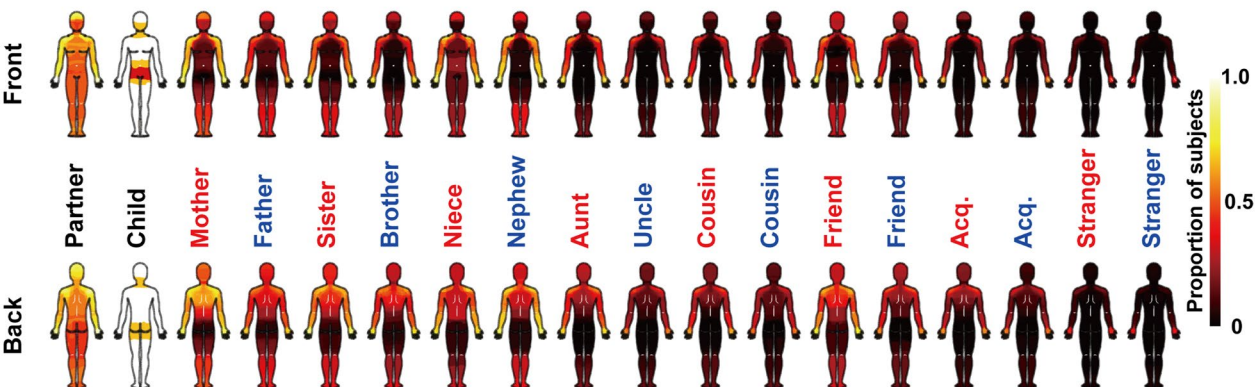 Front
Partner
Child
Mother
Father
Sister
Brother
Niece
Nephew
Aunt
Uncle
Cousin
Cousin
Friend
Friend
Acq.
Acq.
Stranger
Stranger
Back
Proportion of subjects
1.0
0.5
0